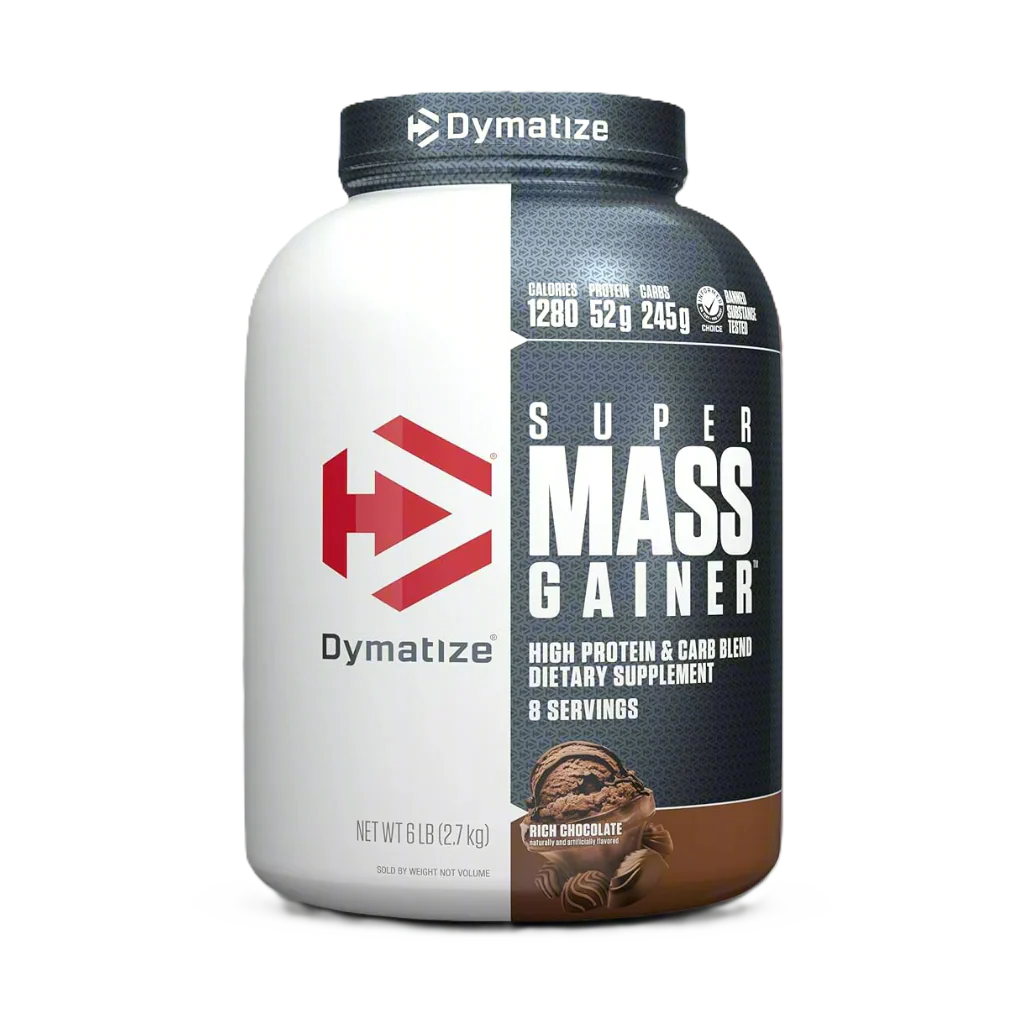 Dymatize
CALORIES PROTEIN CARBS
1280 52g 245g
INFORMED
CHOICE
BANNED
SUBSTANCE
TESTED
SUPER
MASS
GAINER™
HIGH PROTEIN & CARB BLEND
DIETARY SUPPLEMENT
8 SERVINGS
Dymatize®
RICH CHOCOLATE
naturally and artificially flavored
NET WT 6 LB (2.7 kg)
SOLD BY WEIGHT NOT VOLUME